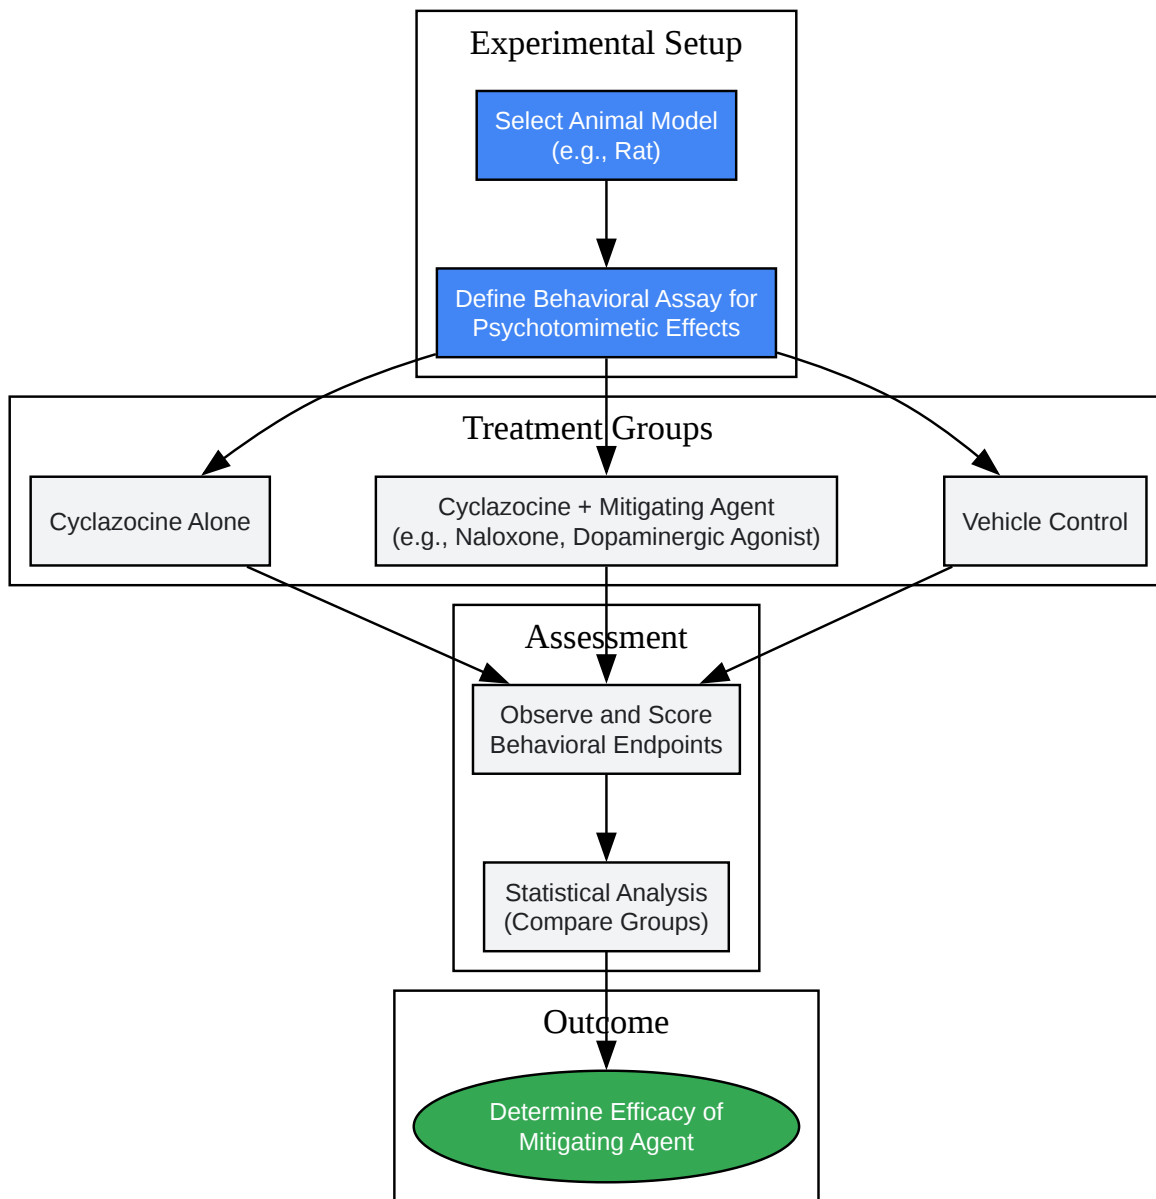 Experimental Setup
Select Animal Model
(e.g., Rat)
Define Behavioral Assay for
Psychotomimetic Effects
Treatment Groups
Cyclazocine Alone
Cyclazocine + Mitigating Agent
(e.g., Naloxone, Dopaminergic Agonist)
Vehicle Control
Assessment
Observe and Score
Behavioral Endpoints
Statistical Analysis
(Compare Groups)
Outcome
Determine Efficacy of
Mitigating Agent